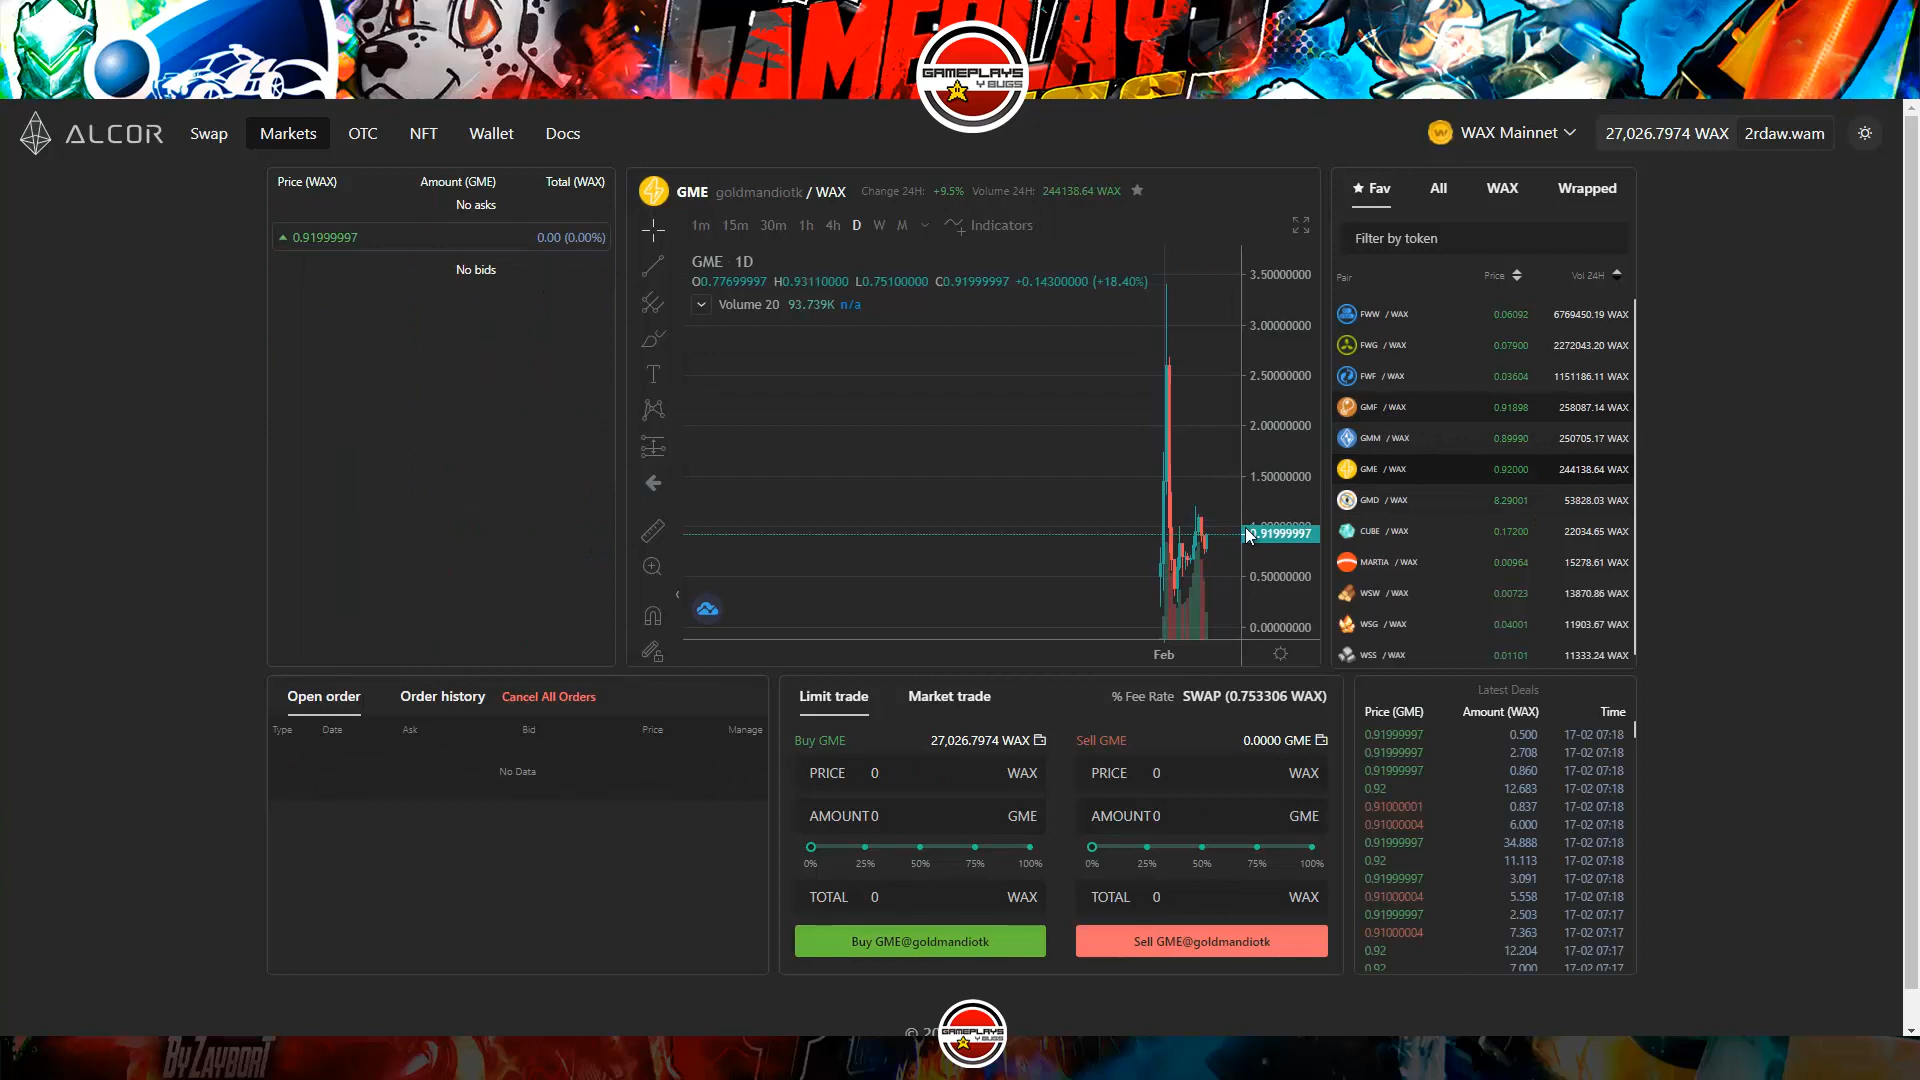 GAMEPLAYS
Y BUGS
ALCOR
Swap
Markets
OTC
NFT
Wallet
Docs
WAX Mainnet
27,026.7974 WAX
2rdaw.wam
Price (WAX) Amount (GME) Total (WAX)
No asks
0.91999997 0.00 (0.00%)
No bids
GME goldmandiotk / WAX Change 24H: +9.5% Volume 24H: 244138.64 WAX
1m 15m 30m 1h 4h D W M Indicators
GME 1D
O0.77699997 H0.93110000 L0.75100000 C0.91999997 +0.14300000 (+18.40%)
Volume 20 93.739K n/a
3.50000000
3.00000000
2.50000000
2.00000000
1.50000000
1.00000000
0.91999997
0.50000000
0.00000000
Feb
Fav All WAX Wrapped
Filter by token
Pair Price Vol 24H
FWW / WAX 0.06092 6769450.19 WAX
FWG / WAX 0.07900 2272043.20 WAX
FWF / WAX 0.03604 1151186.11 WAX
GMF / WAX 0.91898 258087.14 WAX
GMM / WAX 0.89990 250705.17 WAX
GME / WAX 0.92000 244138.64 WAX
GMD / WAX 8.29001 53828.03 WAX
CUBE / WAX 0.17200 22034.65 WAX
MARTIA / WAX 0.00964 15278.61 WAX
WSW / WAX 0.00723 13870.86 WAX
WSG / WAX 0.04001 11903.67 WAX
WSS / WAX 0.01101 11333.24 WAX
Open order Order history Cancel All Orders
Type Date Ask Bid Price Manage
No Data
Limit trade Market trade % Fee Rate SWAP (0.753306 WAX)
Buy GME 27,026.7974 WAX
PRICE 0 WAX
AMOUNT 0 GME
0% 25% 50% 75% 100%
TOTAL 0 WAX
Buy GME@goldmandiotk
Sell GME 0.0000 GME
PRICE 0 WAX
AMOUNT 0 GME
0% 25% 50% 75% 100%
TOTAL 0 WAX
Sell GME@goldmandiotk
Latest Deals
Price (GME) Amount (WAX) Time
0.91999997 0.500 17-02 07:18
0.91999997 2.708 17-02 07:18
0.91999997 0.860 17-02 07:18
0.92 12.683 17-02 07:18
0.91000001 0.837 17-02 07:18
0.91000004 6.000 17-02 07:18
0.91999997 34.888 17-02 07:18
0.92 11.113 17-02 07:18
0.91999997 3.091 17-02 07:18
0.91000004 5.558 17-02 07:18
0.91999997 2.503 17-02 07:17
0.91000004 7.363 17-02 07:17
0.92 12.204 17-02 07:17
0.92 7.000 17-02 07:17
GAMEPLAYS
Y BUGS
BY ZAYBORT